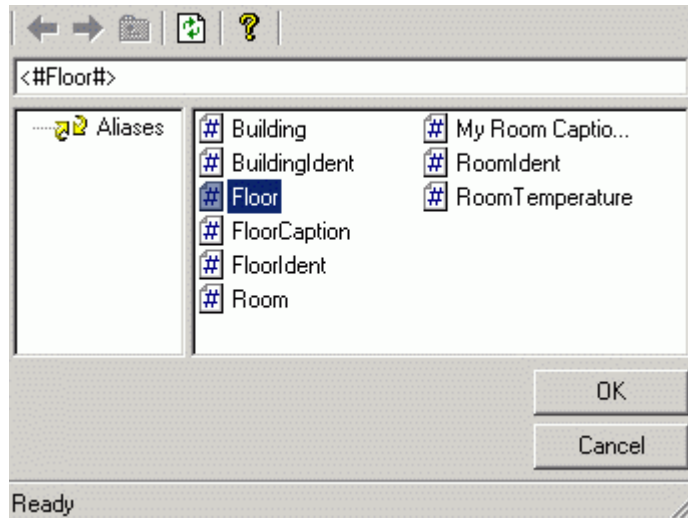 <#Floor#>
Aliases
Building
BuildingIdent
Floor
FloorCaption
FloorIdent
Room
My Room Captio...
RoomIdent
RoomTemperature
OK
Cancel
Ready